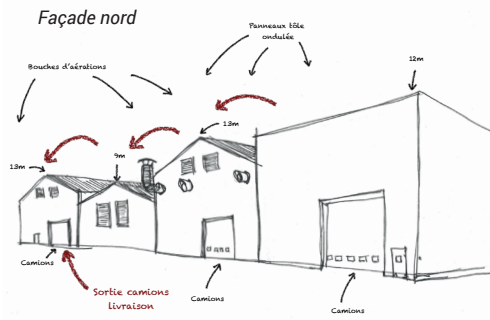 Façade nord
Panneaux tôle
ondulée
Bouches d'aérations
12m
13m
9m
13m
Camions
Sortie camions
livraison
Camions
Camions